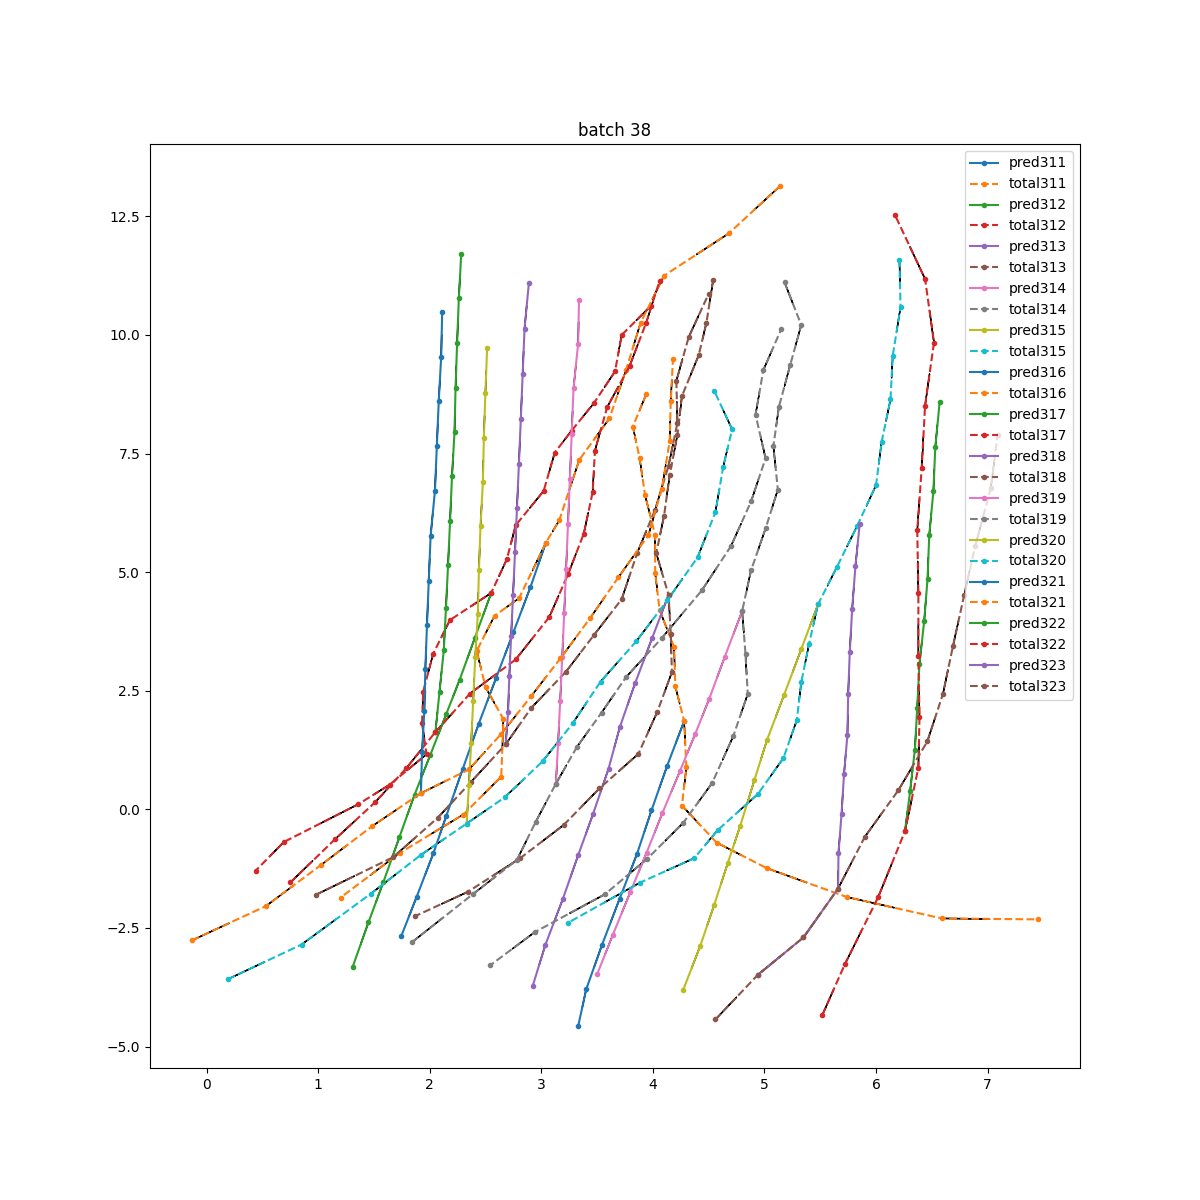 batch 38
12.5
10.0
7.5
5.0
2.5
0.0
−2.5
−5.0
0 1 2 3 4 5 6 7
pred311
total311
pred312
total312
pred313
total313
pred314
total314
pred315
total315
pred316
total316
pred317
total317
pred318
total318
pred319
total319
pred320
total320
pred321
total321
pred322
total322
pred323
total323